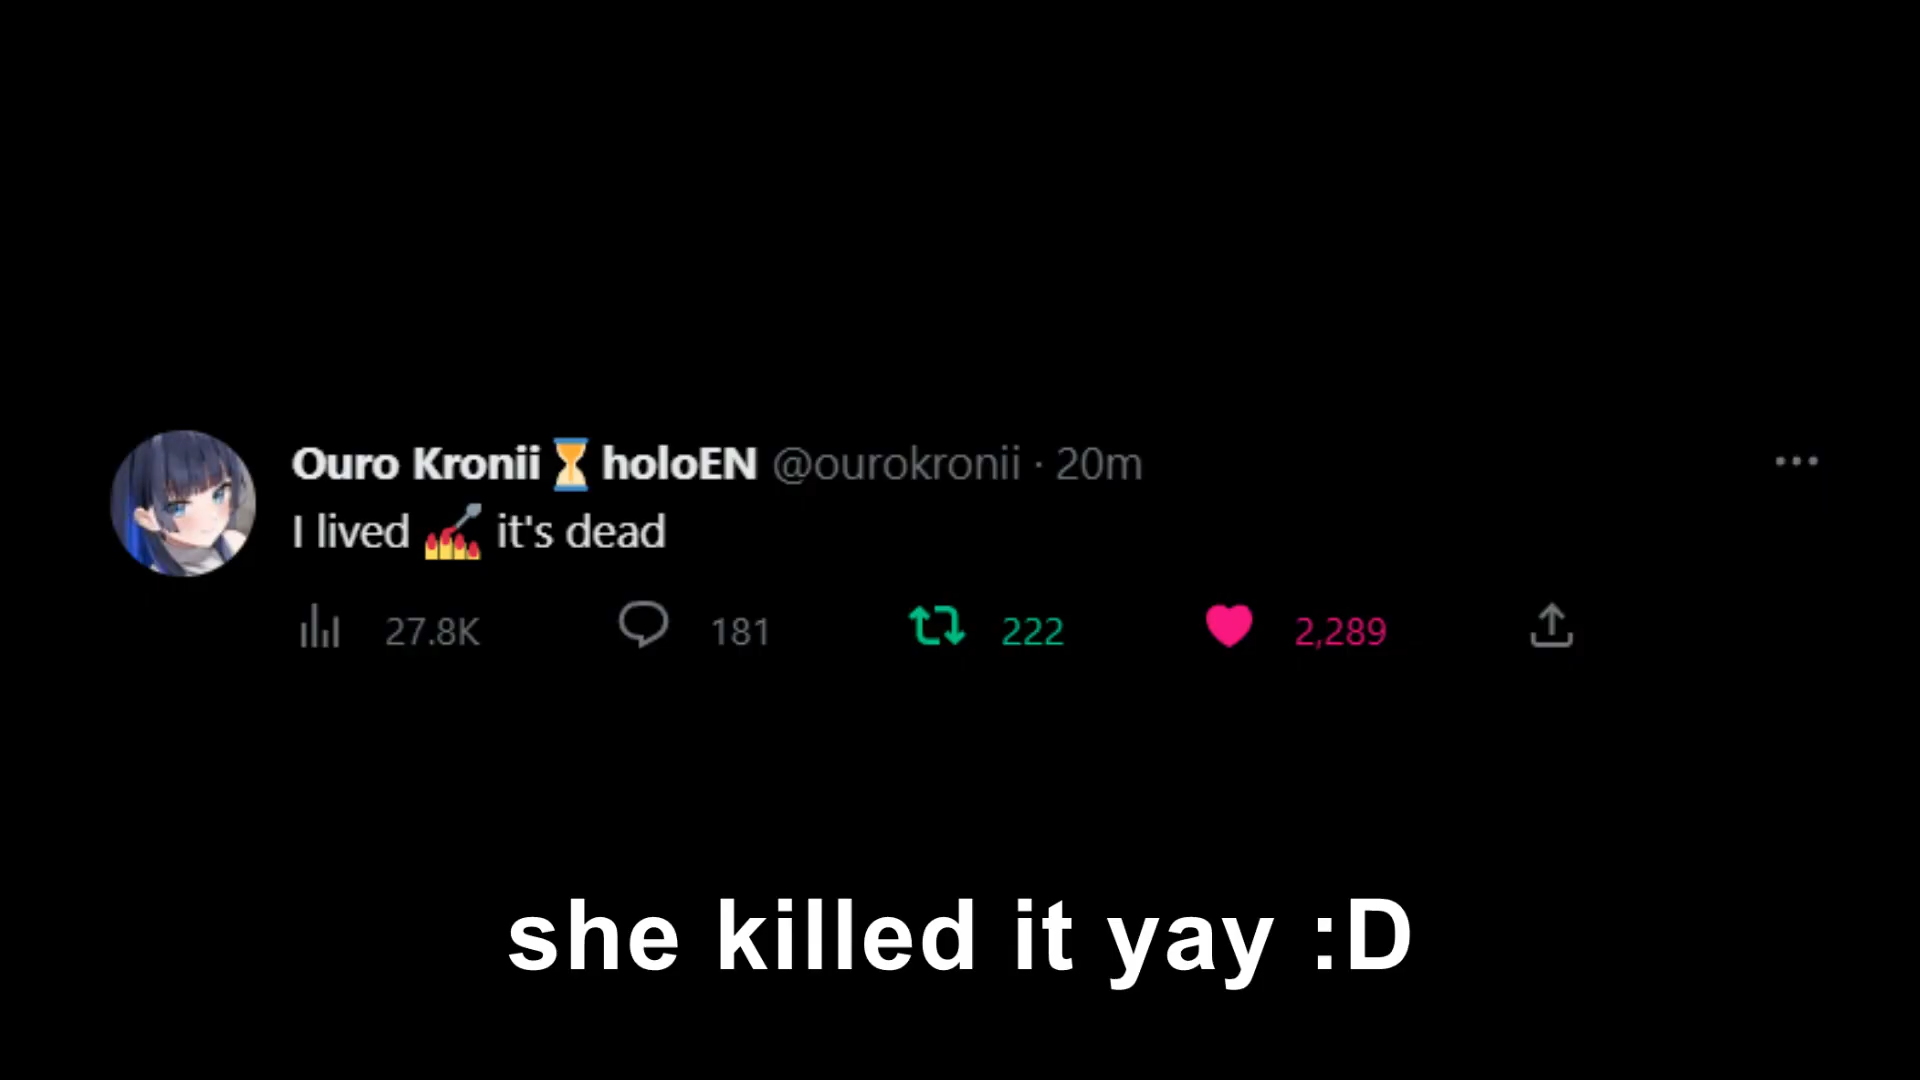 Ouro Kronii⏳holoEN @ourokronii · 20m
I lived 💅 it's dead
27.8K 181 222 2,289
she killed it yay :D